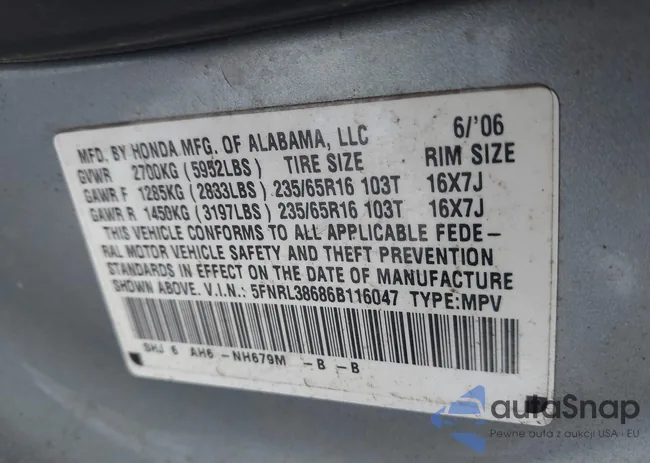 MFD. BY HONDA MFG. OF ALABAMA, LLC 6/'06
GVWR 2700KG (5952LBS) TIRE SIZE RIM SIZE
GAWR F 1285KG (2833LBS) 235/65R16 103T 16X7J
GAWR R 1450KG (3197LBS) 235/65R16 103T 16X7J
THIS VEHICLE CONFORMS TO ALL APPLICABLE FEDE-
RAL MOTOR VEHICLE SAFETY AND THEFT PREVENTION
STANDARDS IN EFFECT ON THE DATE OF MANUFACTURE
SHOWN ABOVE. V.I.N.: 5FNRL38686B116047 TYPE:MPV
SHJ 6 AH6 -NH679M -B -B
autaSnap
Pewne auta z aukcji USA i EU